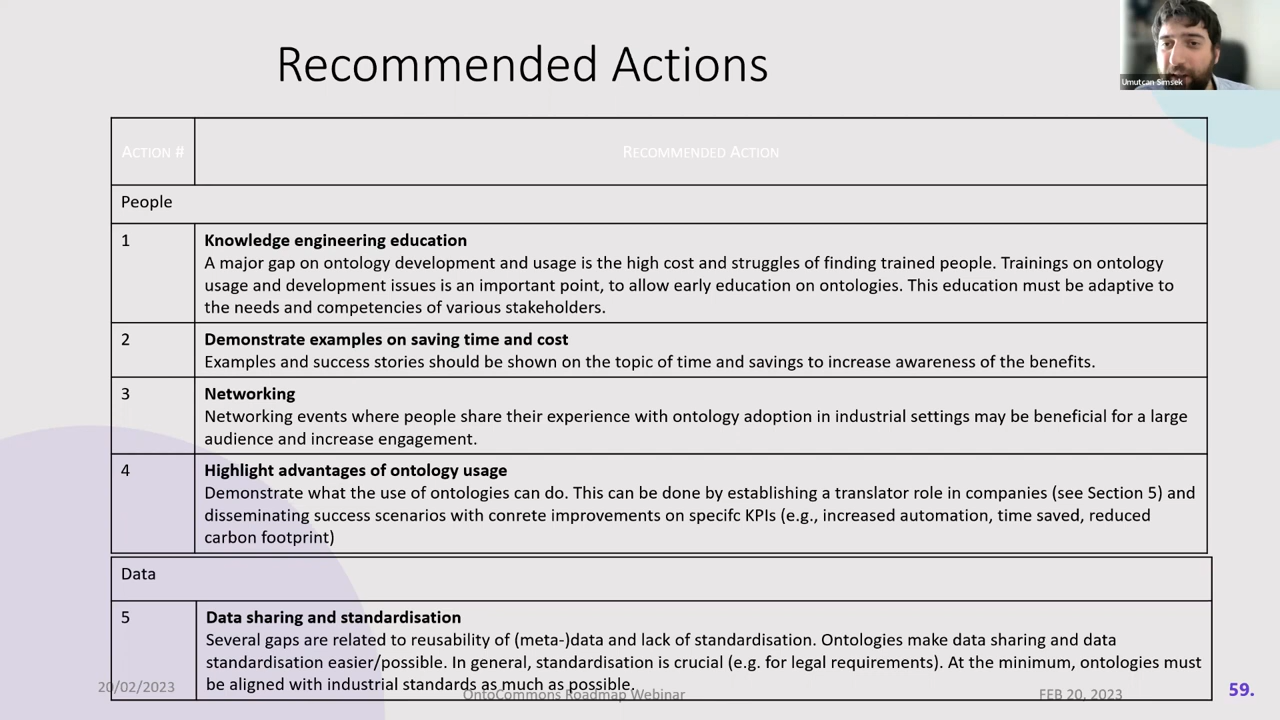 Recommended Actions
Umutcan Simsek
ACTION #
RECOMMENDED ACTION
People
1
Knowledge engineering education
A major gap on ontology development and usage is the high cost and struggles of finding trained people. Trainings on ontology
usage and development issues is an important point, to allow early education on ontologies. This education must be adaptive to
the needs and competencies of various stakeholders.
2
Demonstrate examples on saving time and cost
Examples and success stories should be shown on the topic of time and savings to increase awareness of the benefits.
3
Networking
Networking events where people share their experience with ontology adoption in industrial settings may be beneficial for a large
audience and increase engagement.
4
Highlight advantages of ontology usage
Demonstrate what the use of ontologies can do. This can be done by establishing a translator role in companies (see Section 5) and
disseminating success scenarios with conrete improvements on specifc KPIs (e.g., increased automation, time saved, reduced
carbon footprint)
Data
5
Data sharing and standardisation
Several gaps are related to reusability of (meta-)data and lack of standardisation. Ontologies make data sharing and data
standardisation easier/possible. In general, standardisation is crucial (e.g. for legal requirements). At the minimum, ontologies must
be aligned with industrial standards as much as possible.
20/02/2023
OntoCommons Roadmap Webinar
FEB 20, 2023
59.